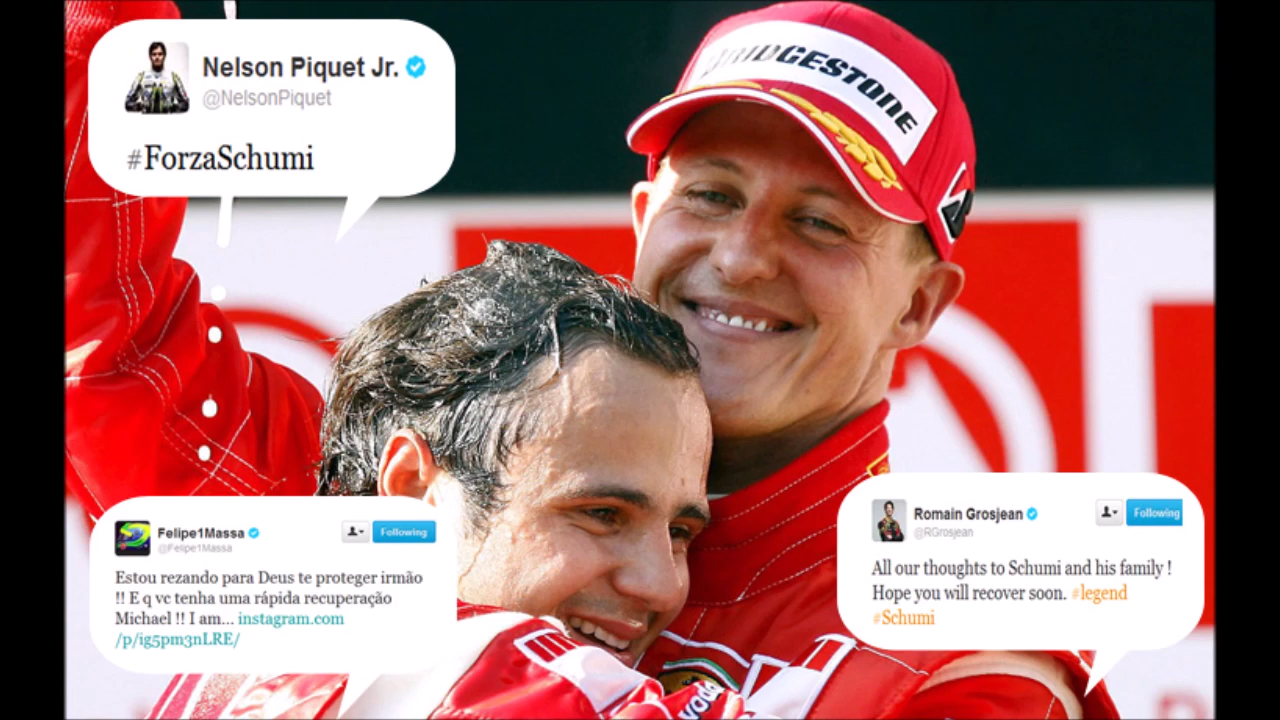 Nelson Piquet Jr.
@NelsonPiquet
#ForzaSchumi
BRIDGESTONE
Felipe1Massa
@Felipe1Massa
Following
Estou rezando para Deus te proteger irmão
!! E q vc tenha uma rápida recuperação
Michael !! I am... instagram.com
/p/ig5pm3nLRE/
Romain Grosjean
@RGrosjean
Following
All our thoughts to Schumi and his family !
Hope you will recover soon. #legend
#Schumi